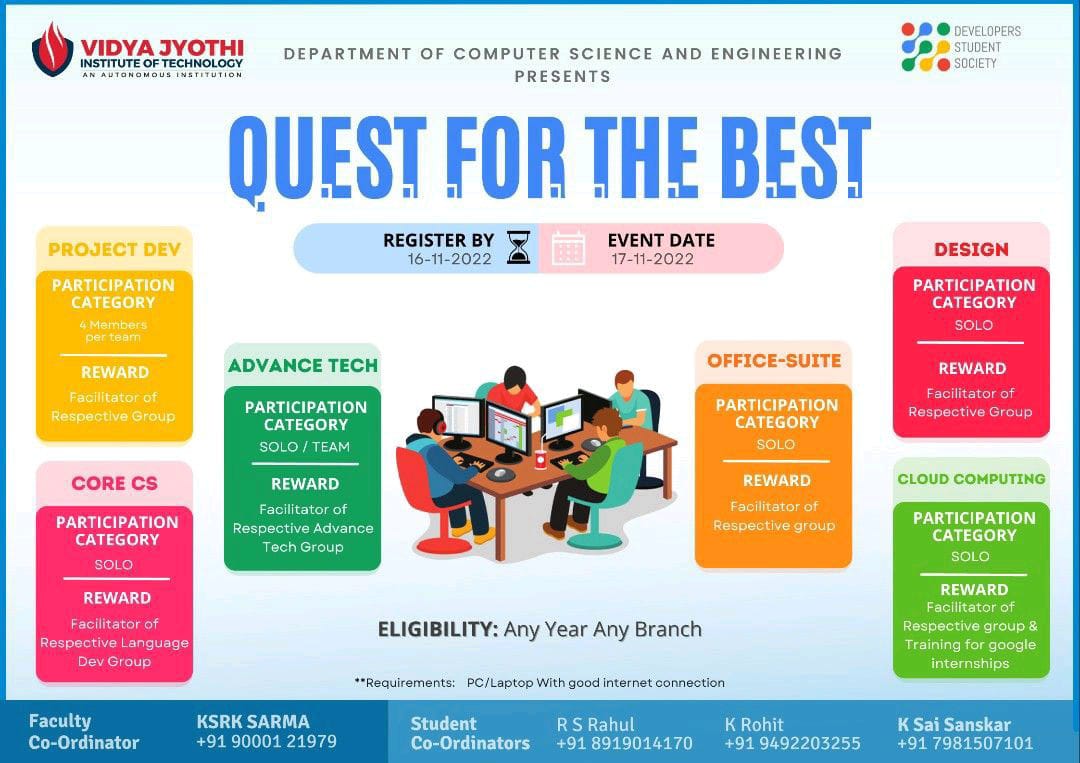 VIDYA JYOTHI
INSTITUTE OF TECHNOLOGY
AN AUTONOMOUS INSTITUTION
DEPARTMENT OF COMPUTER SCIENCE AND ENGINEERING
PRESENTS
DEVELOPERS
STUDENT
SOCIETY
QUEST FOR THE BEST
REGISTER BY
16-11-2022
EVENT DATE
17-11-2022
PROJECT DEV
PARTICIPATION
CATEGORY
4 Members
per team
REWARD
Facilitator of
Respective Group
CORE CS
PARTICIPATION
CATEGORY
SOLO
REWARD
Facilitator of
Respective Language
Dev Group
ADVANCE TECH
PARTICIPATION
CATEGORY
SOLO / TEAM
REWARD
Facilitator of
Respective Advance
Tech Group
OFFICE-SUITE
PARTICIPATION
CATEGORY
SOLO
REWARD
Facilitator of
Respective group
DESIGN
PARTICIPATION
CATEGORY
SOLO
REWARD
Facilitator of
Respective Group
CLOUD COMPUTING
PARTICIPATION
CATEGORY
SOLO
REWARD
Facilitator of
Respective group &
Training for google
internships
ELIGIBILITY: Any Year Any Branch
**Requirements: PC/Laptop With good internet connection
Faculty
Co-Ordinator
KSRK SARMA
+91 90001 21979
Student
Co-Ordinators
R S Rahul
+91 8919014170
K Rohit
+91 9492203255
K Sai Sanskar
+91 7981507101